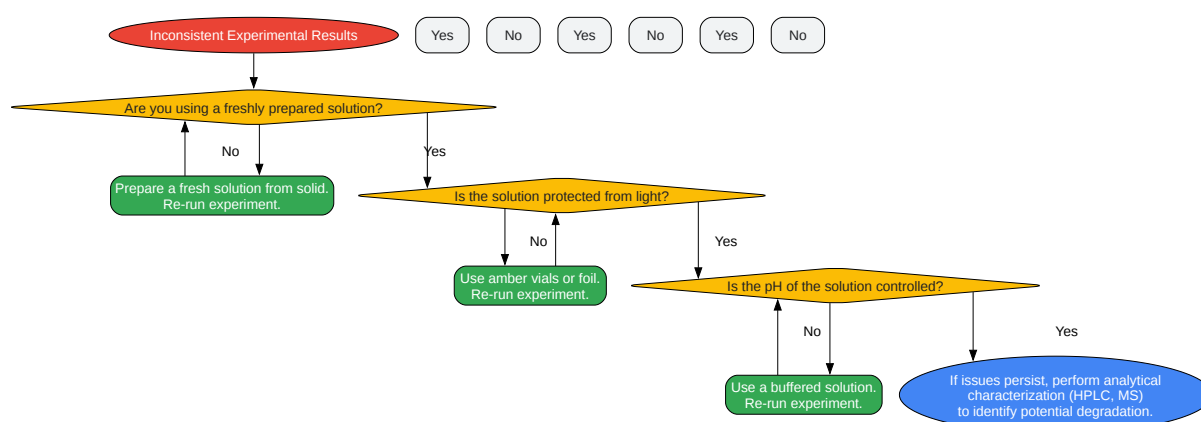 Inconsistent Experimental Results
Yes
No
Yes
No
Yes
No
Are you using a freshly prepared solution?
No
Yes
Prepare a fresh solution from solid.
Re-run experiment.
Is the solution protected from light?
No
Yes
Use amber vials or foil.
Re-run experiment.
Is the pH of the solution controlled?
No
Yes
Use a buffered solution.
Re-run experiment.
If issues persist, perform analytical
characterization (HPLC, MS)
to identify potential degradation.